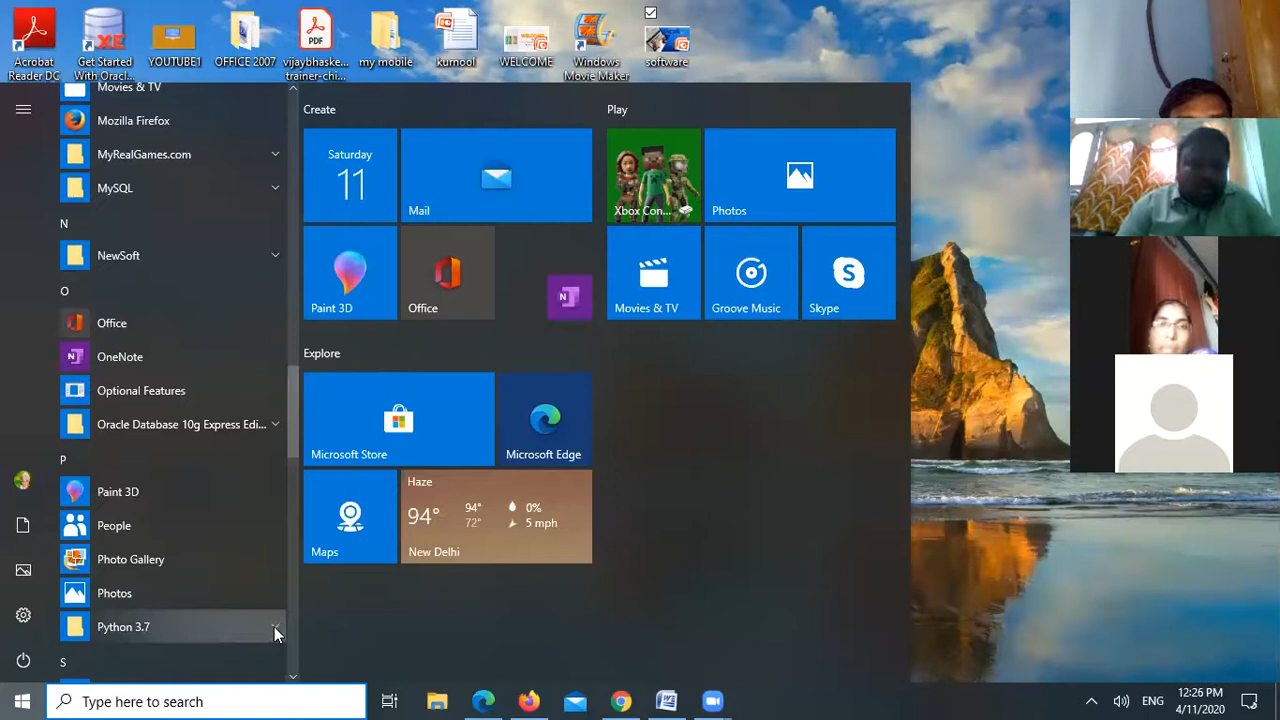 Acrobat
Reader DC
Get Started
With Oracl...
YOUTUBE1
OFFICE 2007
PDF
vijaybhaske...
trainer-chi...
my mobile
kurnool
WELCOME
Windows
Movie Maker
software
Movies & TV
Mozilla Firefox
MyRealGames.com
MySQL
N
NewSoft
O
Office
OneNote
Optional Features
Oracle Database 10g Express Edi...
P
Paint 3D
People
Photo Gallery
Photos
Python 3.7
S
Create
Saturday
11
Mail
Paint 3D
Office
Explore
Microsoft Store
Microsoft Edge
Maps
Haze
94°
94°
72°
0%
5 mph
New Delhi
Play
Xbox Con...
Photos
Movies & TV
Groove Music
Skype
Type here to search
ENG
12:26 PM
4/11/2020